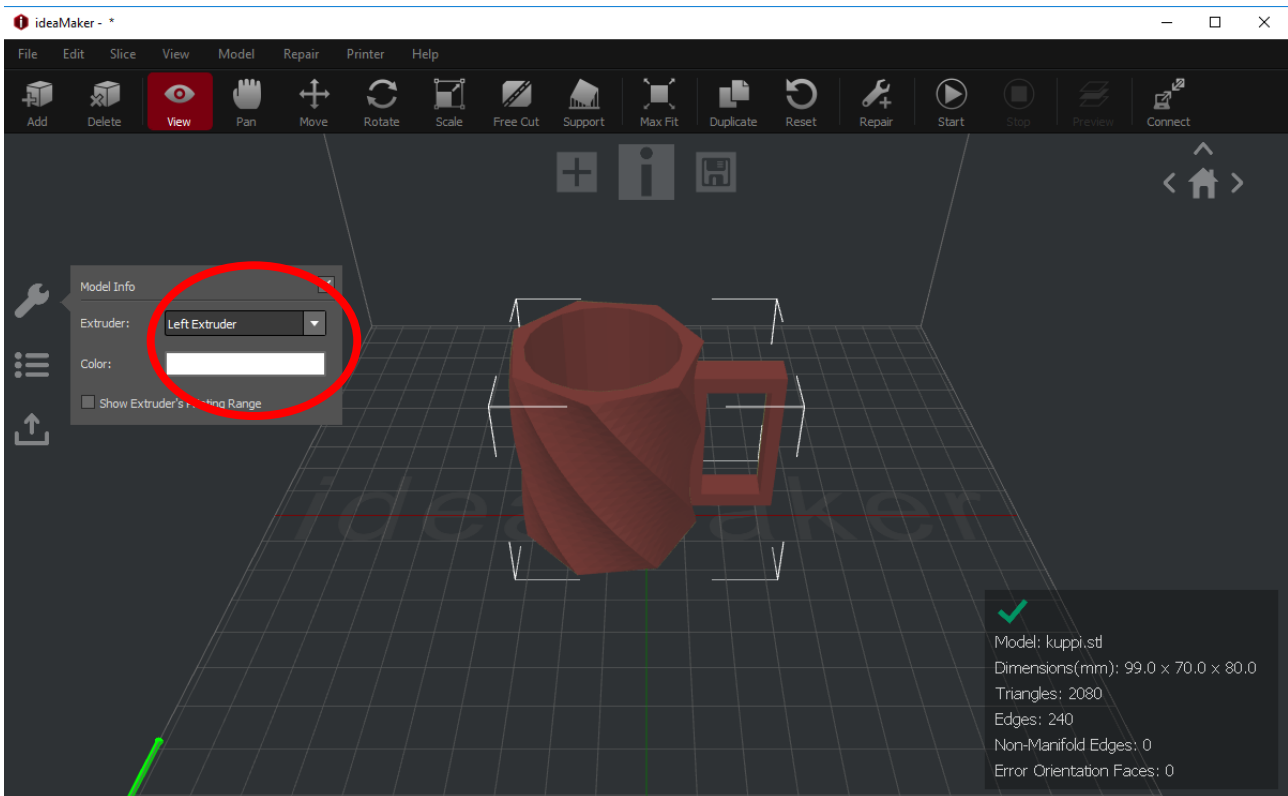 ideaMaker - *
File Edit Slice View Model Repair Printer Help
Add Delete View Pan Move Rotate Scale Free Cut Support Max Fit Duplicate Reset Repair Start Stop Preview Connect
Model Info
Extruder: Left Extruder
Color:
Show Extruder's Printing Range
ideaMaker
Model: kuppi.stl
Dimensions(mm): 99.0 x 70.0 x 80.0
Triangles: 2080
Edges: 240
Non-Manifold Edges: 0
Error Orientation Faces: 0